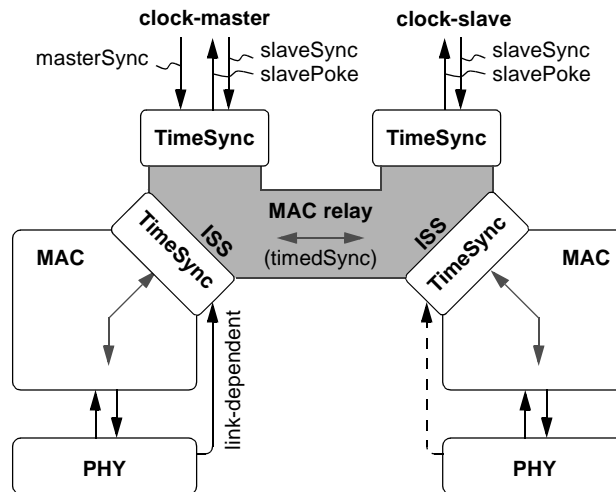 clock-master
clock-slave
masterSync
slaveSync
slavePoke
slaveSync
slavePoke
TimeSync
TimeSync
MAC relay
(timedSync)
ISS
ISS
TimeSync
TimeSync
MAC
MAC
link-dependent
PHY
PHY